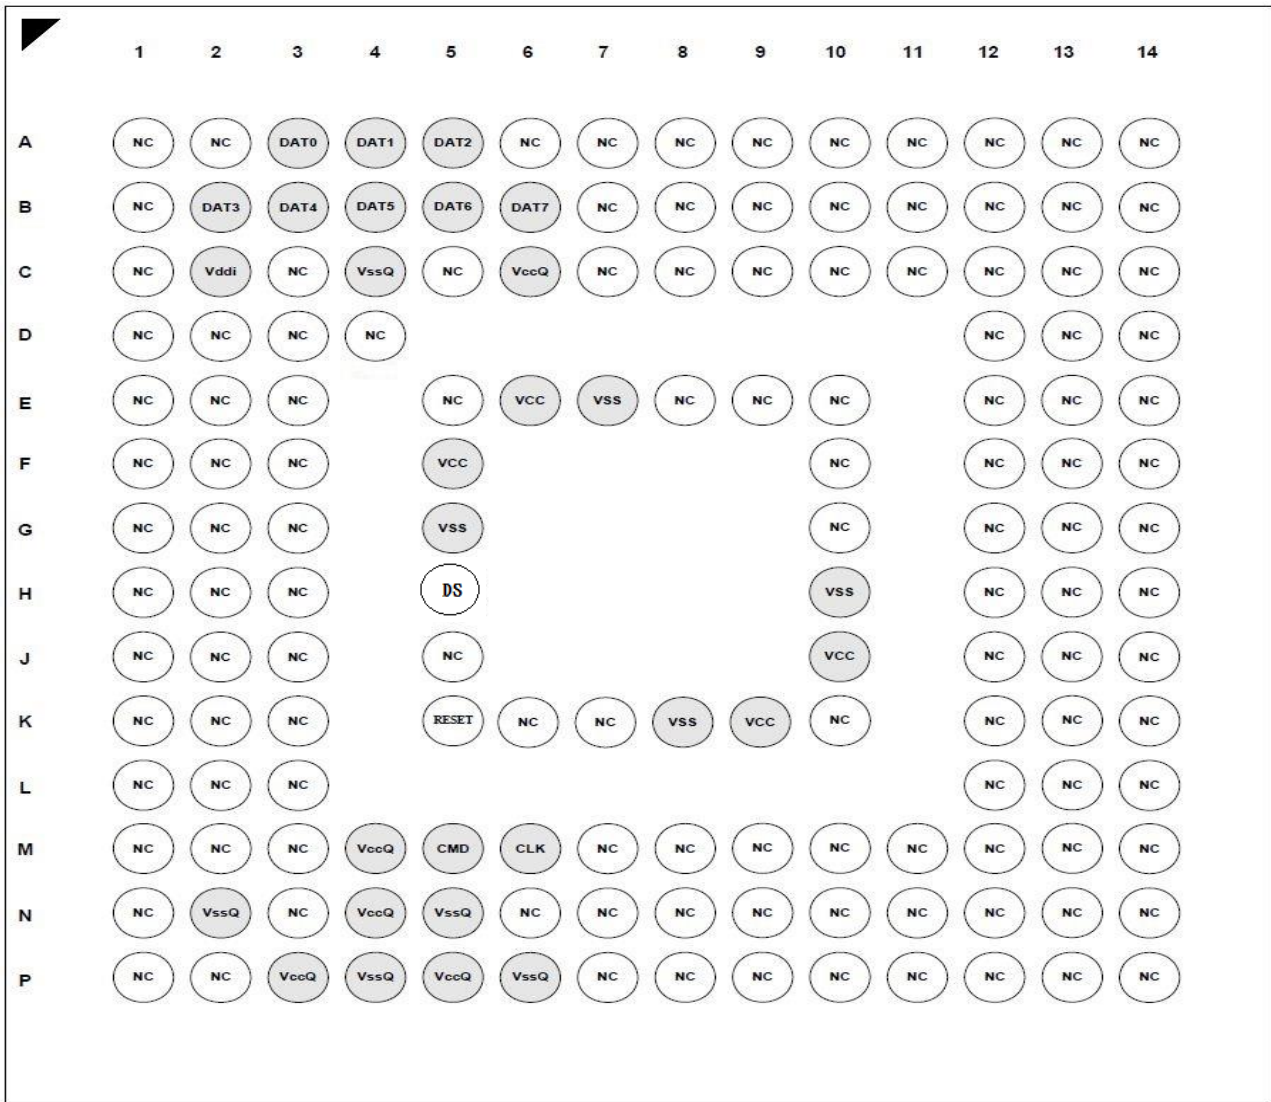 1 2 3 4 5 6 7 8 9 10 11 12 13 14
A NC NC DAT0 DAT1 DAT2 NC NC NC NC NC NC NC NC NC
B NC DAT3 DAT4 DAT5 DAT6 DAT7 NC NC NC NC NC NC NC NC
C NC Vddi NC VssQ NC VccQ NC NC NC NC NC NC NC NC
D NC NC NC NC NC NC NC
E NC NC NC NC VCC VSS NC NC NC NC NC NC
F NC NC NC VCC NC NC NC NC
G NC NC NC VSS NC NC NC NC
H NC NC NC DS VSS NC NC NC
J NC NC NC NC VCC NC NC NC
K NC NC NC RESET NC NC VSS VCC NC NC NC NC
L NC NC NC NC NC NC
M NC NC NC VccQ CMD CLK NC NC NC NC NC NC NC NC
N NC VssQ NC VccQ VssQ NC NC NC NC NC NC NC NC NC
P NC NC VccQ VssQ VccQ VssQ NC NC NC NC NC NC NC NC